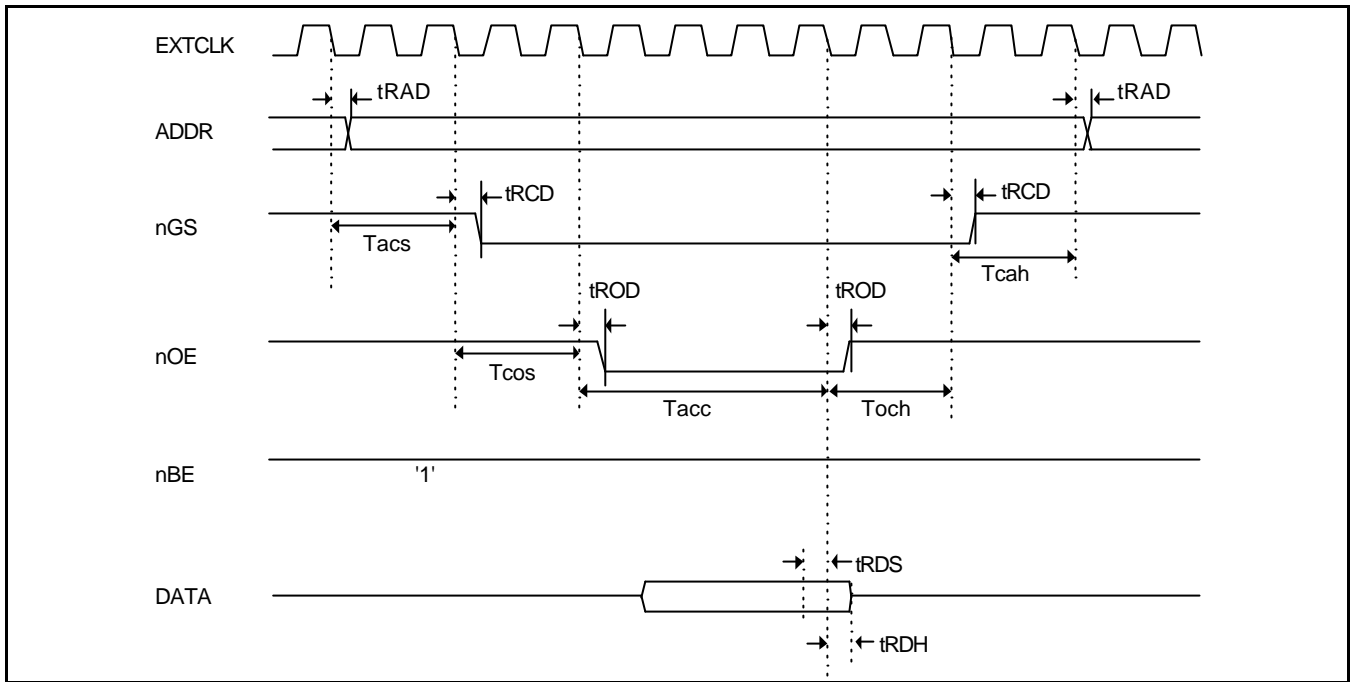 EXTCLK
tRAD
tRAD
ADDR
tRCD
tRCD
nGS
Tacs
Tcah
tROD
tROD
nOE
Tcos
Tacc
Toch
nBE
'1'
tRDS
DATA
tRDH